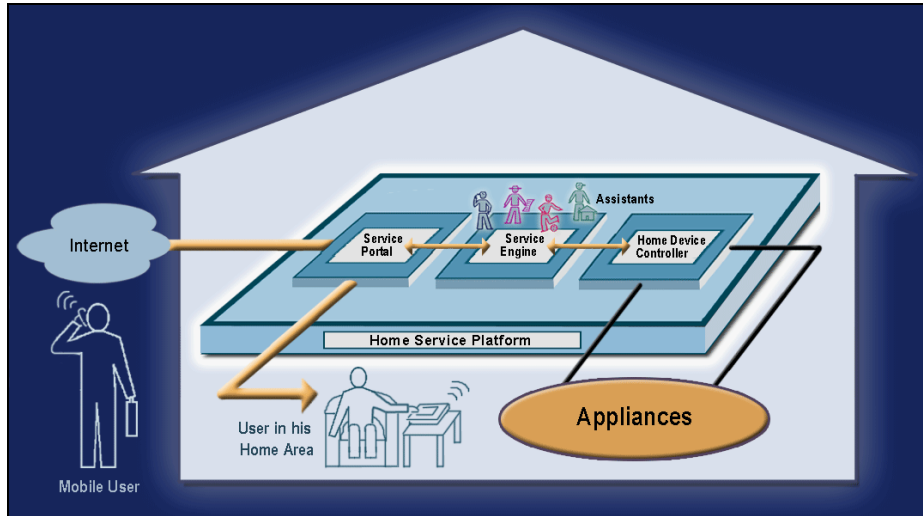 Assistants
Internet
Service
Portal
Service
Engine
Home Device
Controller
Home Service Platform
User in his
Home Area
Appliances
Mobile User